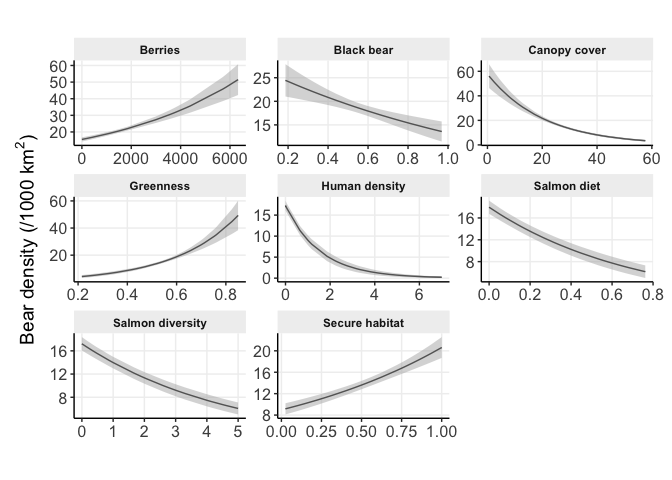 Bear density (/1000 km²)
Berries
60
50
40
30
20
0 2000 4000 6000
Black bear
25
20
15
0.2 0.4 0.6 0.8 1.0
Canopy cover
60
40
20
0
0 20 40 60
Greenness
60
40
20
0.2 0.4 0.6 0.8
Human density
15
10
5
0
0 2 4 6
Salmon diet
16
12
8
0.0 0.2 0.4 0.6 0.8
Salmon diversity
16
12
8
0 1 2 3 4 5
Secure habitat
20
16
12
8
0.00 0.25 0.50 0.75 1.00